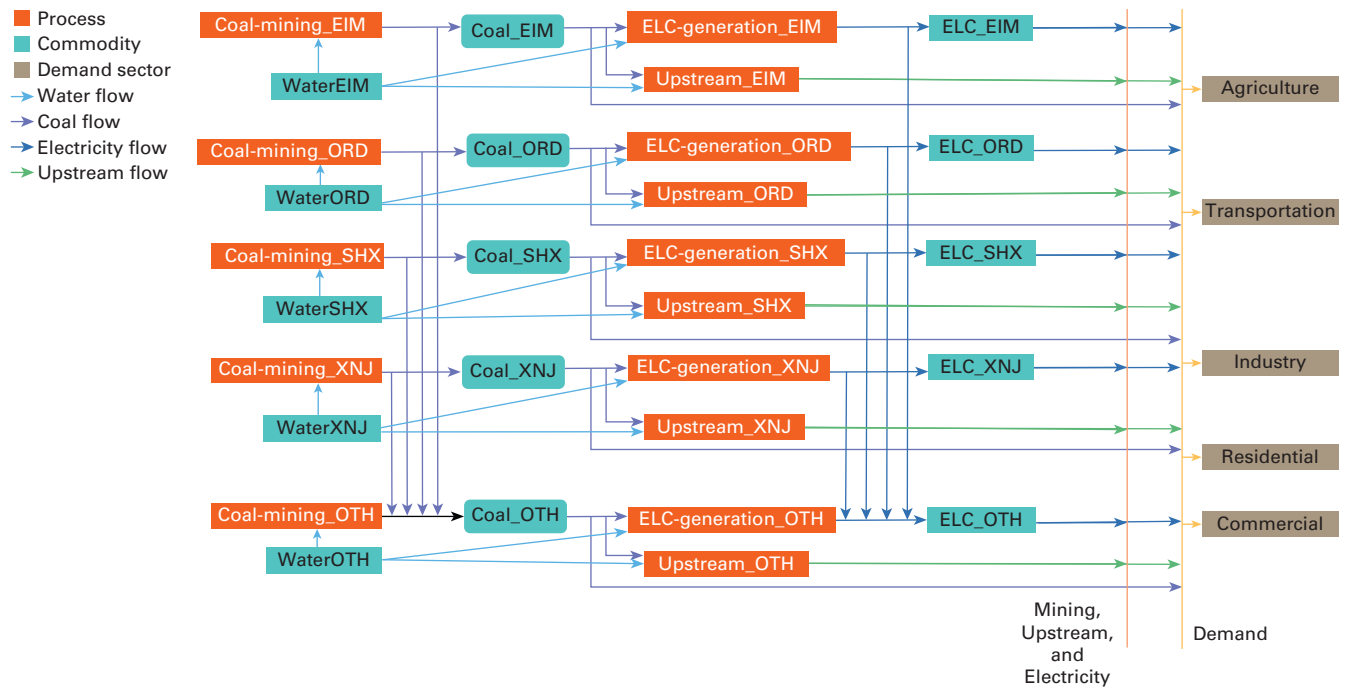 Process
Commodity
Demand sector
Water flow
Coal flow
Electricity flow
Upstream flow
Coal-mining_EIM
Coal_EIM
ELC-generation_EIM
ELC_EIM
WaterEIM
Upstream_EIM
Agriculture
Coal-mining_ORD
Coal_ORD
ELC-generation_ORD
ELC_ORD
WaterORD
Upstream_ORD
Transportation
Coal-mining_SHX
Coal_SHX
ELC-generation_SHX
ELC_SHX
WaterSHX
Upstream_SHX
Industry
Coal-mining_XNJ
Coal_XNJ
ELC-generation_XNJ
ELC_XNJ
WaterXNJ
Upstream_XNJ
Residential
Coal-mining_OTH
Coal_OTH
ELC-generation_OTH
ELC_OTH
Commercial
WaterOTH
Upstream_OTH
Mining,
Upstream,
and
Electricity
Demand